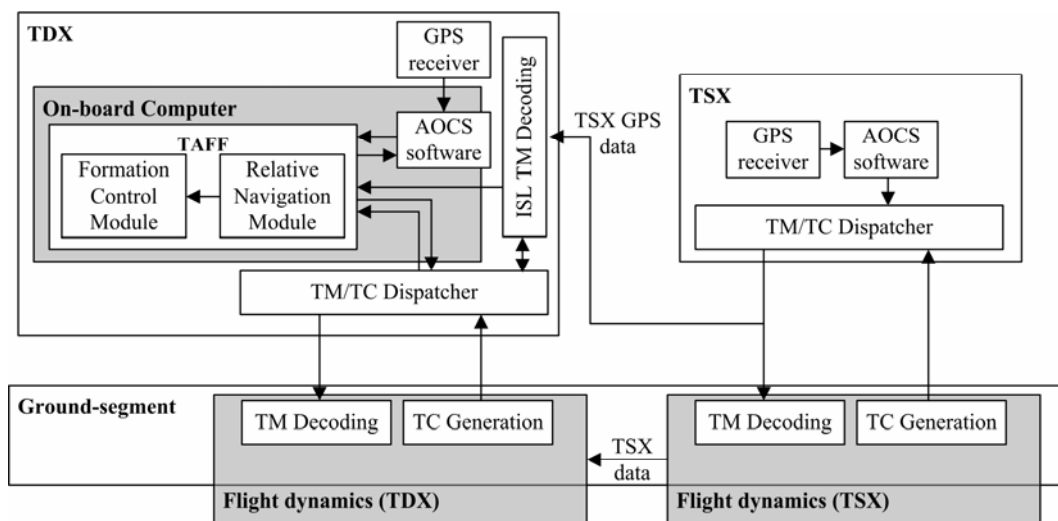 TDX
GPS
receiver
On-board Computer
AOCS
software
TAFF
Formation
Control
Module
Relative
Navigation
Module
ISL TM Decoding
TM/TC Dispatcher
TSX GPS
data
TSX
GPS
receiver
AOCS
software
TM/TC Dispatcher
Ground-segment
TM Decoding
TC Generation
Flight dynamics (TDX)
TSX
data
TM Decoding
TC Generation
Flight dynamics (TSX)